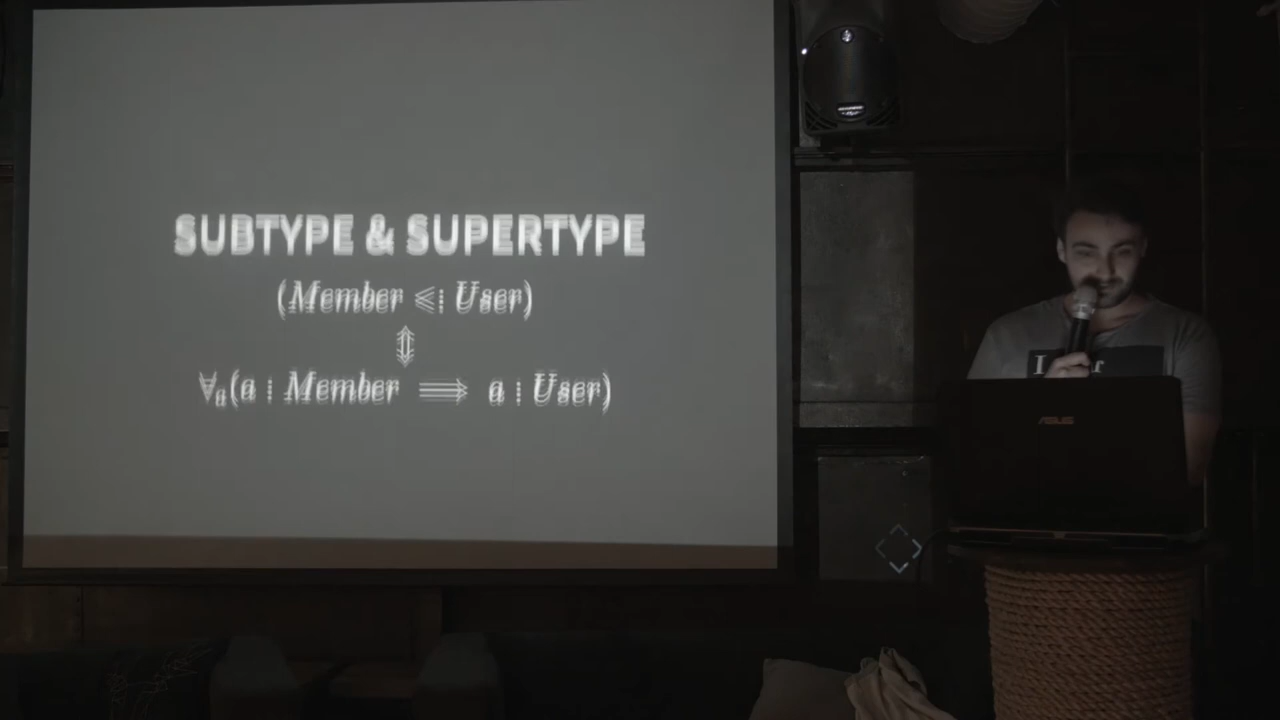 SUBTYPE & SUPERTYPE
(Member ⩽: User)
⇕
∀a(a : Member ⟹ a : User)
ASUS